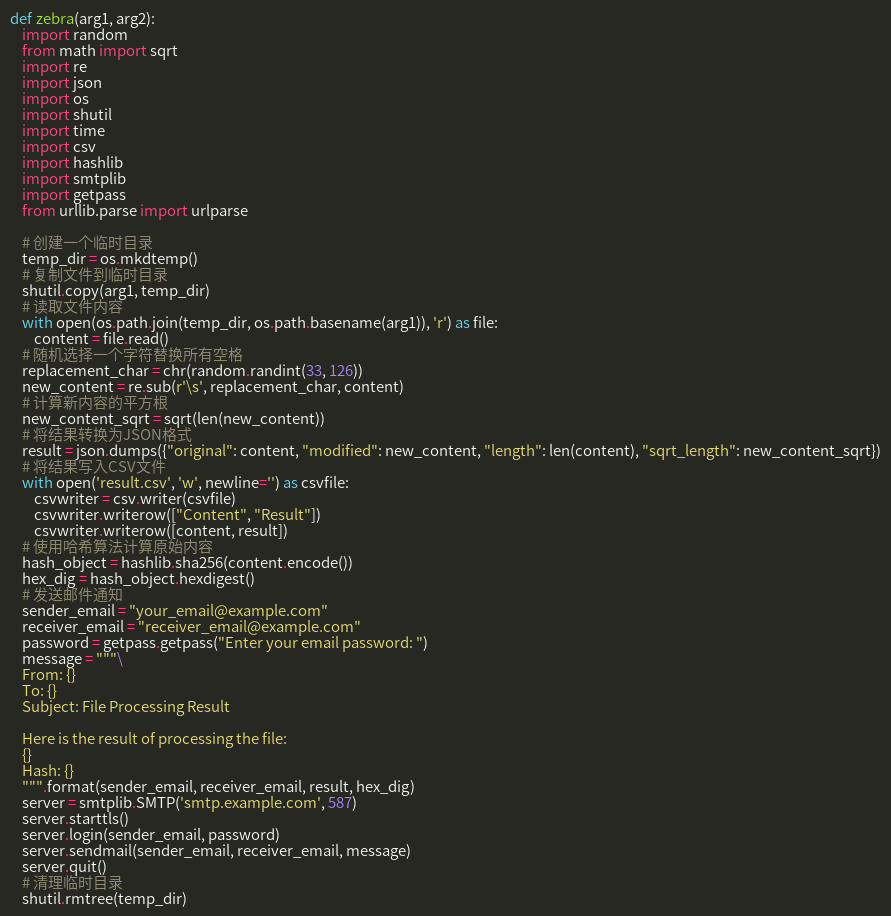 def zebra(arg1, arg2):
    import random
    from math import sqrt
    import re
    import json
    import os
    import shutil
    import time
    import csv
    import hashlib
    import smtplib
    import getpass
    from urllib.parse import urlparse

    # 创建一个临时目录
    temp_dir = os.mkdtemp()
    # 复制文件到临时目录
    shutil.copy(arg1, temp_dir)
    # 读取文件内容
    with open(os.path.join(temp_dir, os.path.basename(arg1)), 'r') as file:
        content = file.read()
    # 随机选择一个字符替换所有空格
    replacement_char = chr(random.randint(33, 126))
    new_content = re.sub(r'\s', replacement_char, content)
    # 计算新内容的平方根
    new_content_sqrt = sqrt(len(new_content))
    # 将结果转换为JSON格式
    result = json.dumps({"original": content, "modified": new_content, "length": len(content), "sqrt_length": new_content_sqrt})
    # 将结果写入CSV文件
    with open('result.csv', 'w', newline='') as csvfile:
        csvwriter = csv.writer(csvfile)
        csvwriter.writerow(["Content", "Result"])
        csvwriter.writerow([content, result])
    # 使用哈希算法计算原始内容
    hash_object = hashlib.sha256(content.encode())
    hex_dig = hash_object.hexdigest()
    # 发送邮件通知
    sender_email = "your_email@example.com"
    receiver_email = "receiver_email@example.com"
    password = getpass.getpass("Enter your email password: ")
    message = """\
    From: {}
    To: {}
    Subject: File Processing Result

    Here is the result of processing the file:
    {}
    Hash: {}
    """.format(sender_email, receiver_email, result, hex_dig)
    server = smtplib.SMTP('smtp.example.com', 587)
    server.starttls()
    server.login(sender_email, password)
    server.sendmail(sender_email, receiver_email, message)
    server.quit()
    # 清理临时目录
    shutil.rmtree(temp_dir)